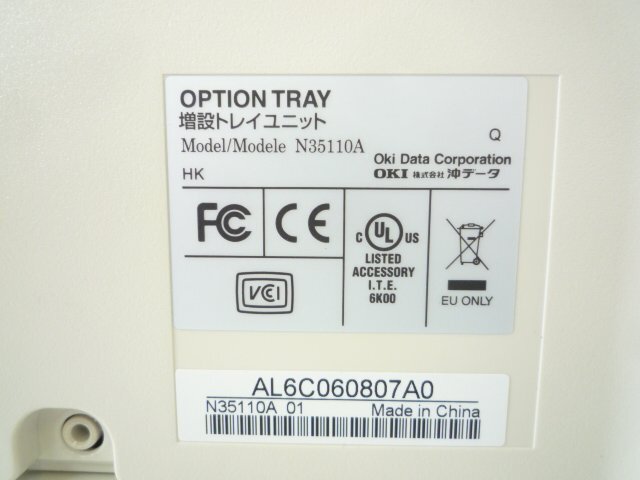 OPTION TRAY
増設トレイユニット
Model/Modele N35110A
Q
HK
Oki Data Corporation
OKI 株式会社 沖データ
FC
CE
C UL US
LISTED
ACCESSORY
I.T.E.
6K00
VCI
EU ONLY
AL6C060807A0
N35110A 01 Made in China